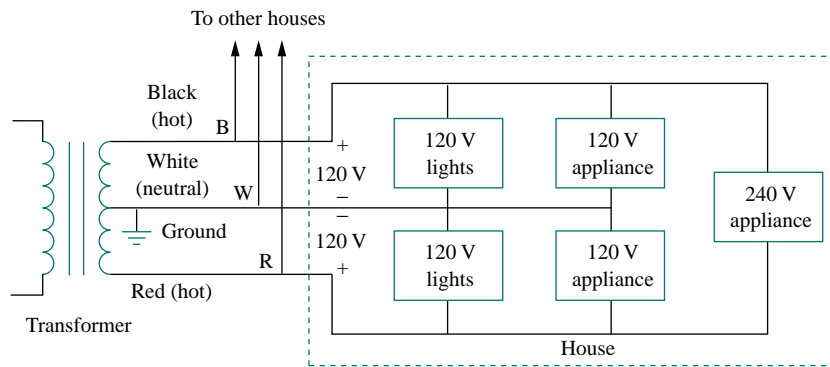 To other houses
Black
(hot)
B
White
(neutral)
W
Ground
R
Red (hot)
Transformer
+
120 V
−
−
120 V
+
120 V
lights
120 V
appliance
240 V
appliance
120 V
lights
120 V
appliance
House